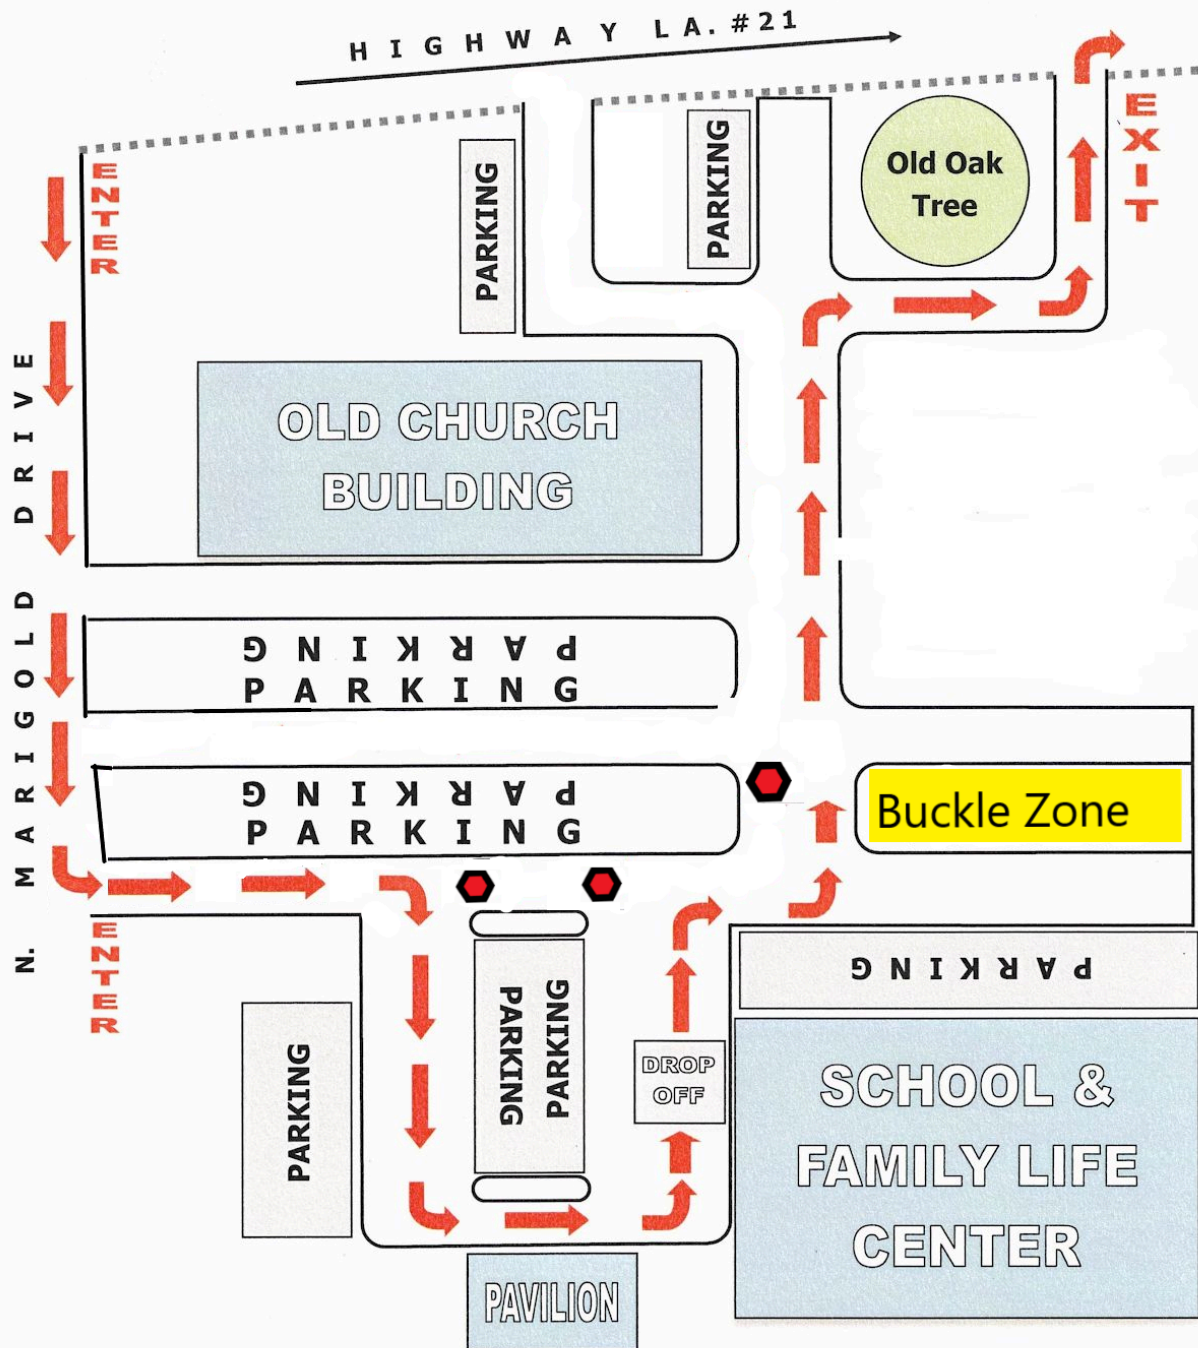 HIGHWAY LA. #21
EXIT
ENTER
PARKING
PARKING
Old Oak
Tree
N. MARIGOLD DRIVE
OLD CHURCH
BUILDING
PARKING
PARKING
PARKING
PARKING
Buckle Zone
ENTER
PARKING
PARKING
PARKING
PARKING
DROP
OFF
SCHOOL &
FAMILY LIFE
CENTER
PAVILION